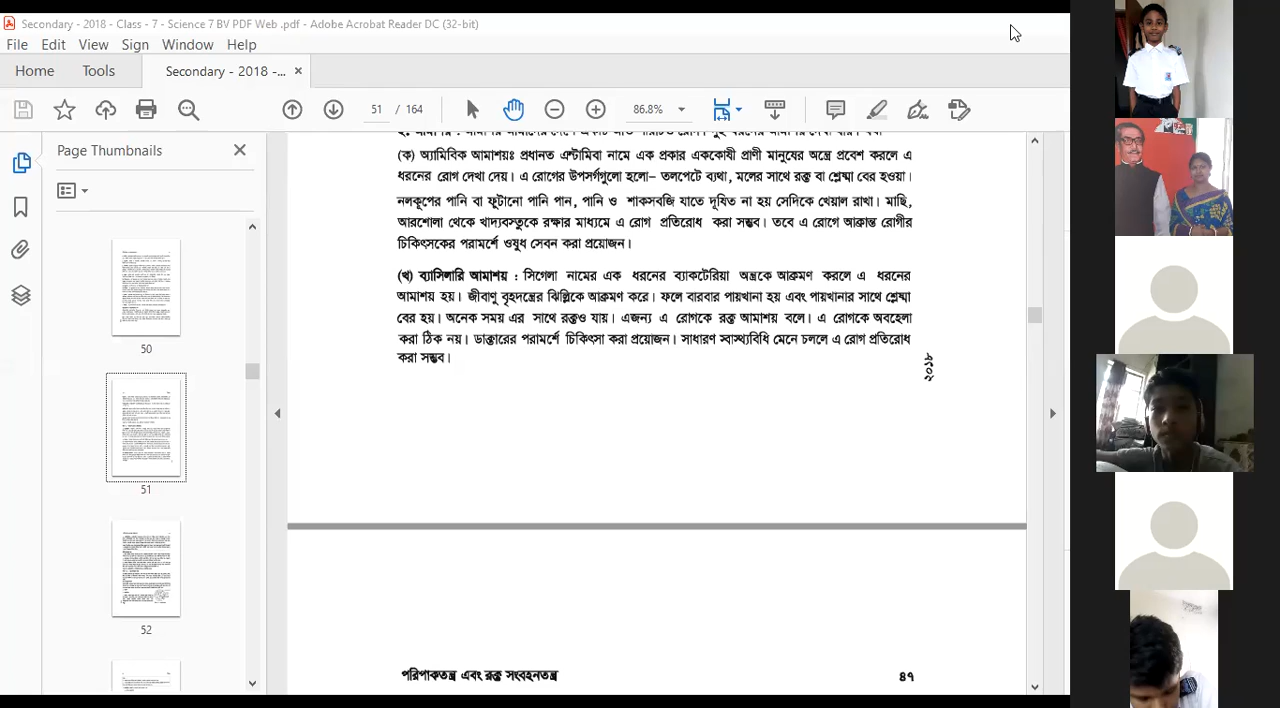 Secondary - 2018 - Class - 7 - Science 7 BV PDF Web .pdf - Adobe Acrobat Reader DC (32-bit)
File Edit View Sign Window Help
Home Tools Secondary - 2018 -... ×
51 / 164 86.8%
Page Thumbnails
50
51
52
(ক) অ্যামিবিক আমাশয়ঃ প্রধানত এন্টামিবা নামে এক প্রকার এককোষী প্রাণী মানুষের অন্ত্রে প্রবেশ করলে এ
ধরনের রোগ দেখা দেয়। এ রোগের উপসর্গগুলো হলো– তলপেটে ব্যথা, মলের সাথে রক্ত বা শ্লেষ্মা বের হওয়া।
নলকূপের পানি বা ফূটানো পানি পান, পানি ও শাকসবজি যাতে দূষিত না হয় সেদিকে খেয়াল রাখা। মাছি,
আরশোলা থেকে খাদ্যবস্তুকে রক্ষার মাধ্যমে এ রোগ প্রতিরোধ করা সম্ভব। তবে এ রোগে আক্রান্ত রোগীর
চিকিৎসকের পরামর্শে ওষুধ সেবন করা প্রয়োজন।
(খ) ব্যাসিলারি আমাশয় : সিগেলা নামের এক ধরনের ব্যাকটেরিয়া অন্ত্রকে আক্রমণ করলে এ ধরনের
আমাশয় হয়। জীবাণু বৃহদন্ত্রের ঝিল্লিকে আক্রমণ করে। ফলে বারবার পায়খানা হয় এবং পায়খানার সাথে শ্লেষ্মা
বের হয়। অনেক সময় এর সাথে রক্তও যায়। এজন্য এ রোগকে রক্ত আমাশয় বলে। এ রোগকে অবহেলা
করা ঠিক নয়। ডাক্তারের পরামর্শে চিকিৎসা করা প্রয়োজন। সাধারণ স্বাস্থ্যবিধি মেনে চললে এ রোগ প্রতিরোধ
করা সম্ভব।
২০১৮
পরিপাকতন্ত্র এবং রক্ত সংবহনতন্ত্র ৪৭